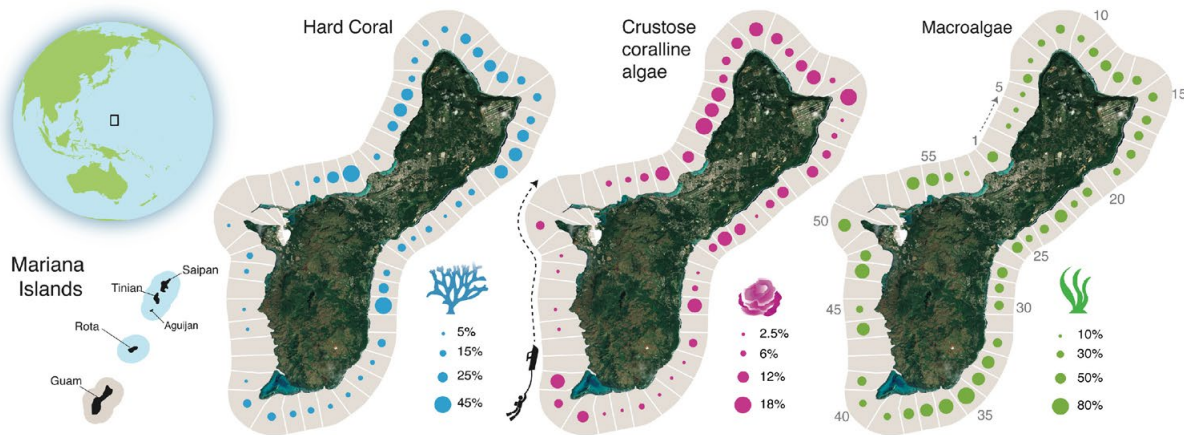 Hard Coral
Crustose
coralline
algae
Macroalgae
10
5
15
1
55
20
50
25
Mariana
Islands
Saipan
Tinian
Aguijan
Rota
Guam
30
45
40
35
5%
15%
25%
45%
2.5%
6%
12%
18%
10%
30%
50%
80%